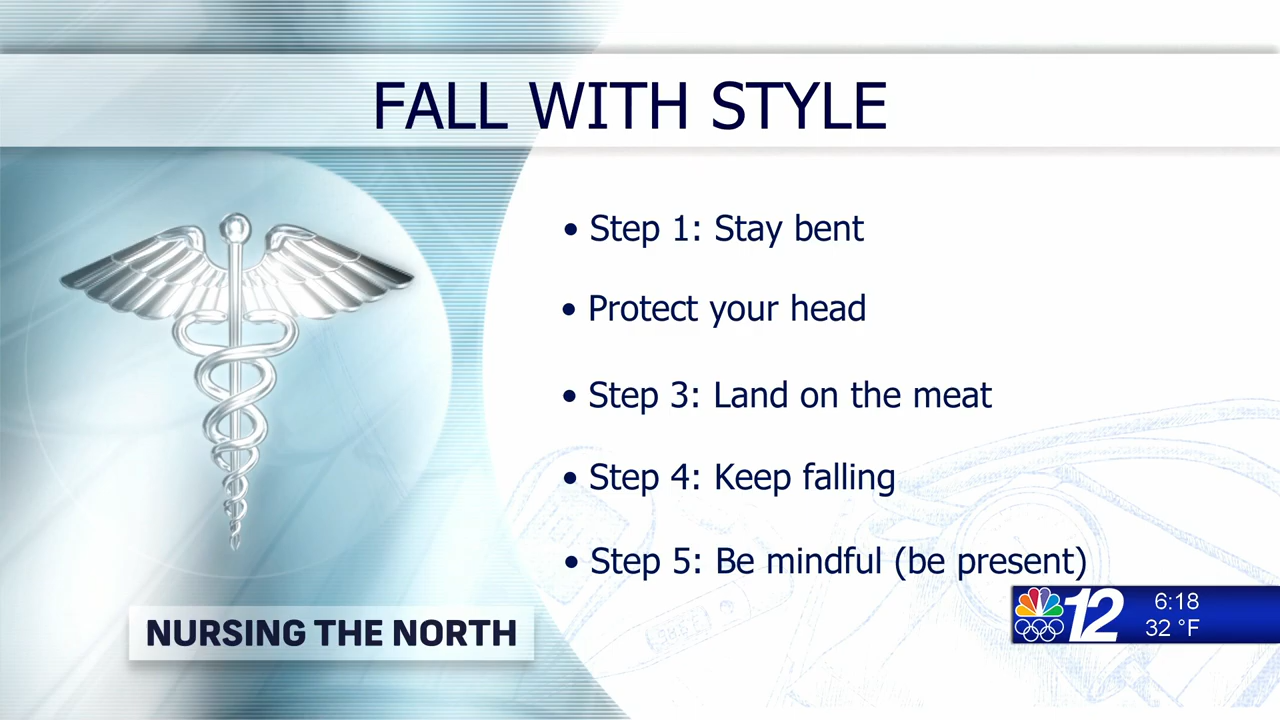 FALL WITH STYLE
• Step 1: Stay bent
• Protect your head
• Step 3: Land on the meat
• Step 4: Keep falling
• Step 5: Be mindful (be present)
NURSING THE NORTH
12
6:18
32 °F